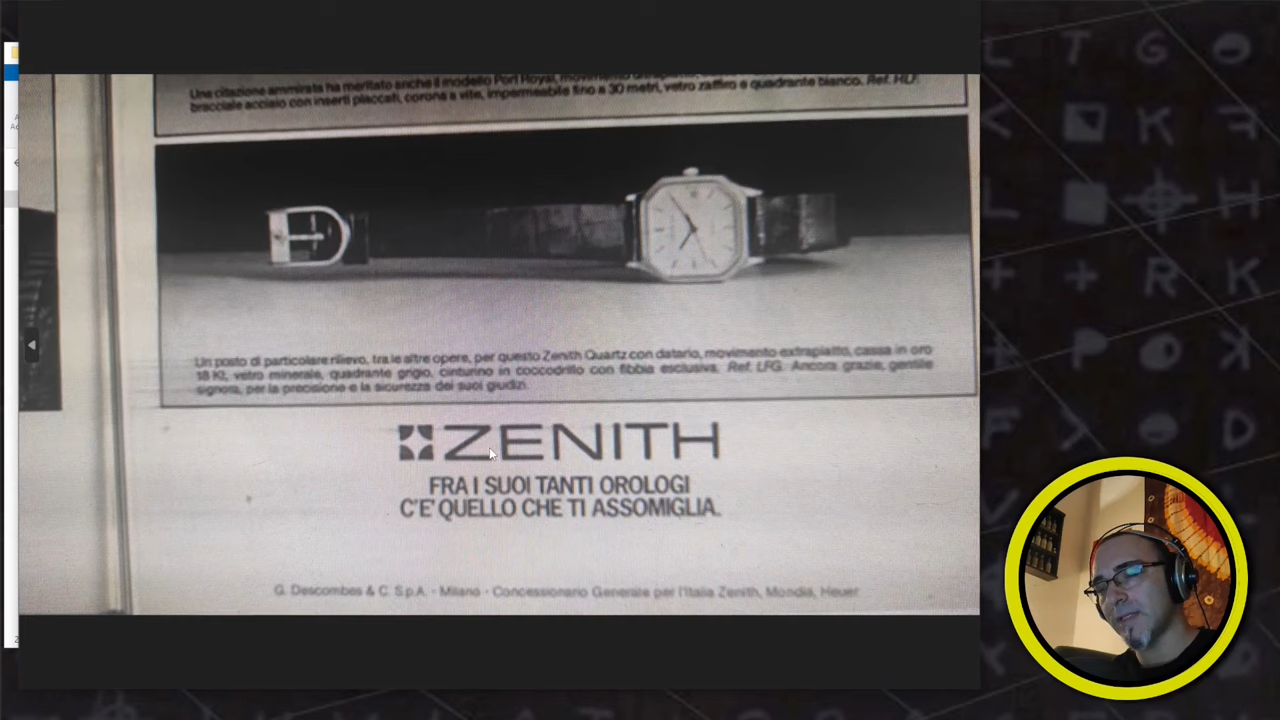 Una citazione ammirata ha meritato anche il modello Port Royal,
bracciale acciaio con inserti placcati, corona a vite, impermeabile fino a 30 metri, vetro zaffiro e quadrante bianco. Ref. HLF.
Un posto di particolare rilievo, tra le altre opere, per questo Zenith Quartz con datario, movimento extrapiatto, cassa in oro
18 Kt, vetro minerale, quadrante grigio, cinturino in coccodrillo con fibbia esclusiva. Ref. LFG. Ancora grazie, gentile
signora, per la precisione e la sicurezza dei suoi giudizi.
ZENITH
FRA I SUOI TANTI OROLOGI
C'E' QUELLO CHE TI ASSOMIGLIA.
G. Descombes & C. S.p.A. - Milano - Concessionario Generale per l'Italia Zenith, Mondia, Heuer
L T G
K
H
+ + R K
P K
F D